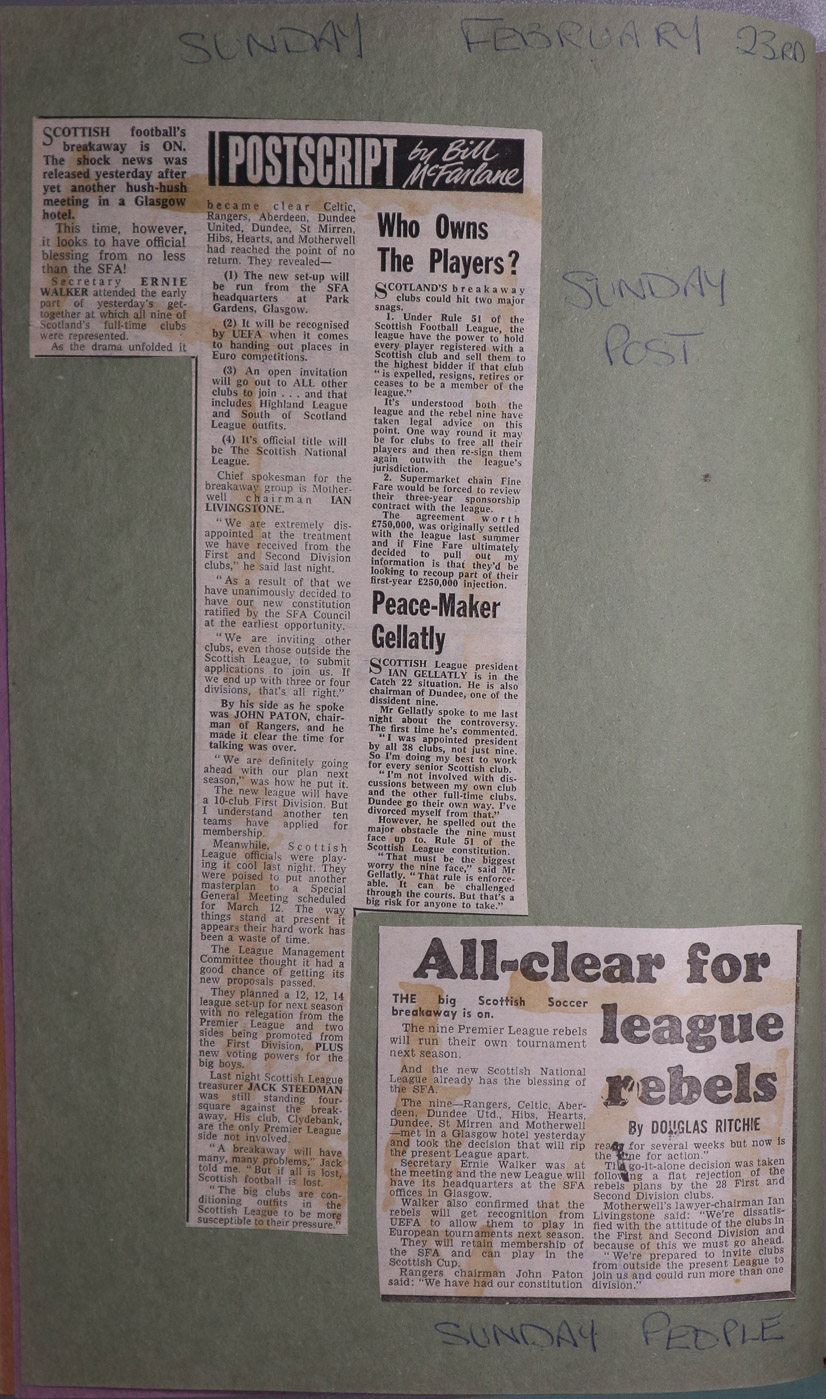 SUNDAY FEBRUARY 23RD
SCOTTISH football's
breakaway is ON.
The shock news was
released yesterday after
yet another hush-hush
meeting in a Glasgow
hotel.
This time, however,
it looks to have official
blessing from no less
than the SFA!
Secretary ERNIE
WALKER attended the early
part of yesterday's get-
together at which all nine of
Scotland's full-time clubs
were represented.
As the drama unfolded it
POSTSCRIPT by Bill McFarlane
became clear Celtic,
Rangers, Aberdeen, Dundee
United, Dundee, St Mirren,
Hibs, Hearts, and Motherwell
had reached the point of no
return. They revealed—
(1) The new set-up will
be run from the SFA
headquarters at Park
Gardens, Glasgow.
(2) It will be recognised
by UEFA when it comes
to handing out places in
Euro competitions.
(3) An open invitation
will go out to ALL other
clubs to join . . . and that
includes Highland League
and South of Scotland
League outfits.
(4) It's official title will
be The Scottish National
League.
Chief spokesman for the
breakaway group is Mother-
well chairman IAN
LIVINGSTONE.
"We are extremely dis-
appointed at the treatment
we have received from the
First and Second Division
clubs," he said last night.
"As a result of that we
have unanimously decided to
have our new constitution
ratified by the SFA Council
at the earliest opportunity.
"We are inviting other
clubs, even those outside the
Scottish League, to submit
applications to join us. If
we end up with three or four
divisions, that's all right."
By his side as he spoke
was JOHN PATON, chair-
man of Rangers, and he
made it clear the time for
talking was over.
"We are definitely going
ahead with our plan next
season," was how he put it.
The new league will have
a 10-club First Division. But
I understand another ten
teams have applied for
membership.
Meanwhile, Scottish
League officials were play-
ing it cool last night. They
were poised to put another
masterplan to a Special
General Meeting scheduled
for March 12. The way
things stand at present it
appears their hard work has
been a waste of time.
The League Management
Committee thought it had a
good chance of getting its
new proposals passed.
They planned a 12, 12, 14
league set-up for next season
with no relegation from the
Premier League and two
sides being promoted from
the First Division, PLUS
new voting powers for the
big boys.
Last night Scottish League
treasurer JACK STEEDMAN
was still standing four-
square against the break-
away. His club, Clydebank,
are the only Premier League
side not involved.
"A breakaway will have
many, many problems," Jack
told me. "But if all is lost,
Scottish football is lost.
"The big clubs are con-
ditioning outfits in the
Scottish League to be more
susceptible to their pressure."
Who Owns
The Players?
SCOTLAND'S breakaway
clubs could hit two major
snags.
1. Under Rule 51 of the
Scottish Football League, the
league have the power to hold
every player registered with a
Scottish club and sell them to
the highest bidder if that club
"is expelled, resigns, retires or
ceases to be a member of the
league."
It's understood both the
league and the rebel nine have
taken legal advice on this
point. One way round it may
be for clubs to free all their
players and then re-sign them
again outwith the league's
jurisdiction.
2. Supermarket chain Fine
Fare would be forced to review
their three-year sponsorship
contract with the league.
The agreement worth
£750,000, was originally settled
with the league last summer
and if Fine Fare ultimately
decided to pull out my
information is that they'd be
looking to recoup part of their
first-year £250,000 injection.
Peace-Maker
Gellatly
SCOTTISH League president
IAN GELLATLY is in the
Catch 22 situation. He is also
chairman of Dundee, one of the
dissident nine.
Mr Gellatly spoke to me last
night about the controversy.
The first time he's commented.
"I was appointed president
by all 38 clubs, not just nine.
So I'm doing my best to work
for every senior Scottish club.
"I'm not involved with dis-
cussions between my own club
and the other full-time clubs.
Dundee go their own way. I've
divorced myself from that."
However, he spelled out the
major obstacle the nine must
face up to. Rule 51 of the
Scottish League constitution.
"That must be the biggest
worry the nine face," said Mr
Gellatly. "That rule is enforce-
able. It can be challenged
through the courts. But that's a
big risk for anyone to take."
SUNDAY
POST
All-clear for
league
rebels
By DOUGLAS RITCHIE
THE big Scottish Soccer
breakaway is on.
The nine Premier League rebels
will run their own tournament
next season.
And the new Scottish National
League already has the blessing of
the SFA.
The nine—Rangers, Celtic, Aber-
deen, Dundee Utd., Hibs, Hearts,
Dundee, St Mirren and Motherwell
—met in a Glasgow hotel yesterday
and took the decision that will rip
the present League apart.
Secretary Ernie Walker was at
the meeting and the new League will
have its headquarters at the SFA
offices in Glasgow.
Walker also confirmed that the
rebels will get recognition from
UEFA to allow them to play in
European tournaments next season.
They will retain membership of
the SFA and can play in the
Scottish Cup.
Rangers chairman John Paton
said: "We have had our constitution
for several weeks but now is
the for action."
The go-it-alone decision was taken
following a flat rejection of the
rebels plans by the 28 First and
Second Division clubs.
Motherwell's lawyer-chairman Ian
Livingstone said: "We're dissatis-
fied with the attitude of the clubs in
the First and Second Division and
because of this we must go ahead.
"We're prepared to invite clubs
from outside the present League to
join us and could run more than one
division."
SUNDAY PEOPLE